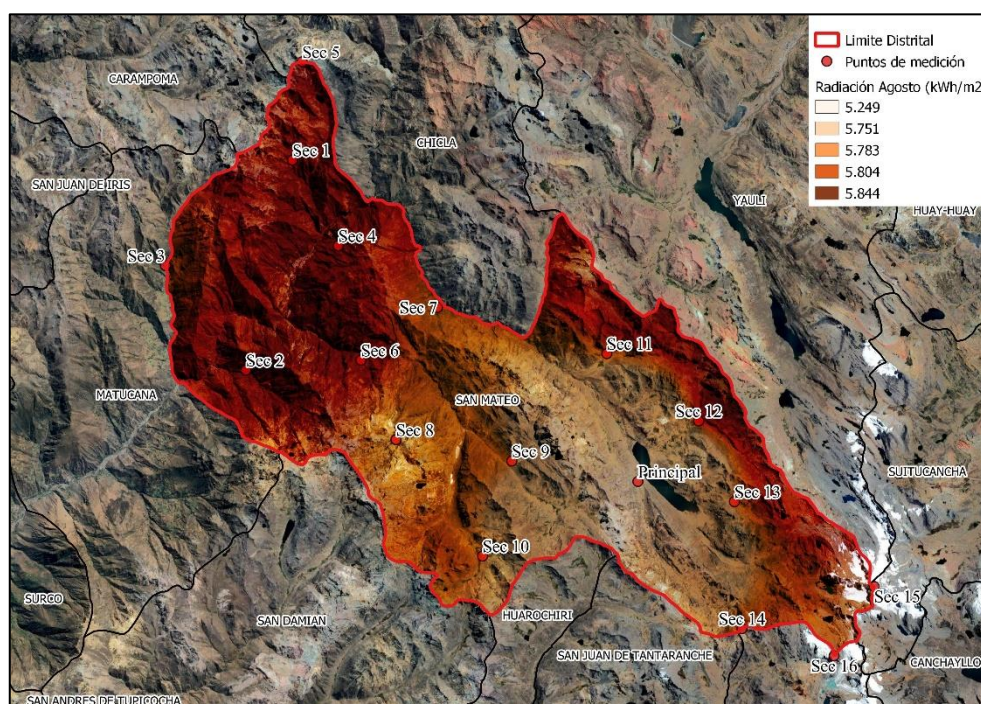 Limite Distrital
Puntos de medición
Radiación Agosto (kWh/m2
5.249
5.751
5.783
5.804
5.844
Sec 5
CARAMPOMA
CHICLA
Sec 1
SAN JUAN DE IRIS
YAULI
HUAY-HUAY
Sec 4
Sec 3
Sec 7
Sec 11
Sec 6
Sec 2
MATUCANA
SAN MATEO
Sec 12
Sec 8
Sec 9
Principal
SUITUCANCHA
Sec 13
Sec 10
Sec 15
SURCO
HUAROCHIRI
SAN DAMIAN
Sec 14
SAN JUAN DE TANTARANCHE
Sec 16
CANCHAYLLO
SAN ANDRES DE TUPICOCHA